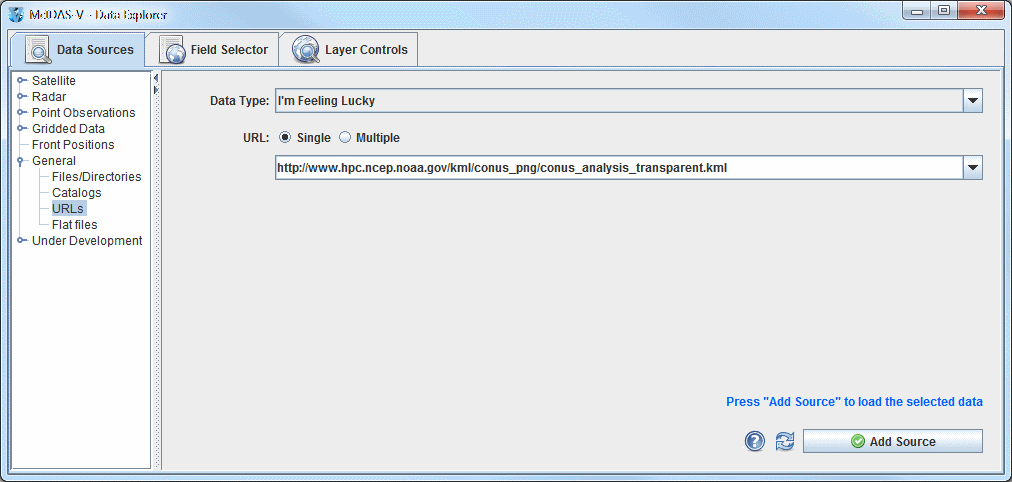 McIDAS-V - Data Explorer
Data Sources
Field Selector
Layer Controls
Satellite
Radar
Point Observations
Gridded Data
Front Positions
General
Files/Directories
Catalogs
URLs
Flat files
Under Development
Data Type: I'm Feeling Lucky
URL: Single Multiple
http://www.hpc.ncep.noaa.gov/kml/conus_png/conus_analysis_transparent.kml
Press "Add Source" to load the selected data
? Add Source